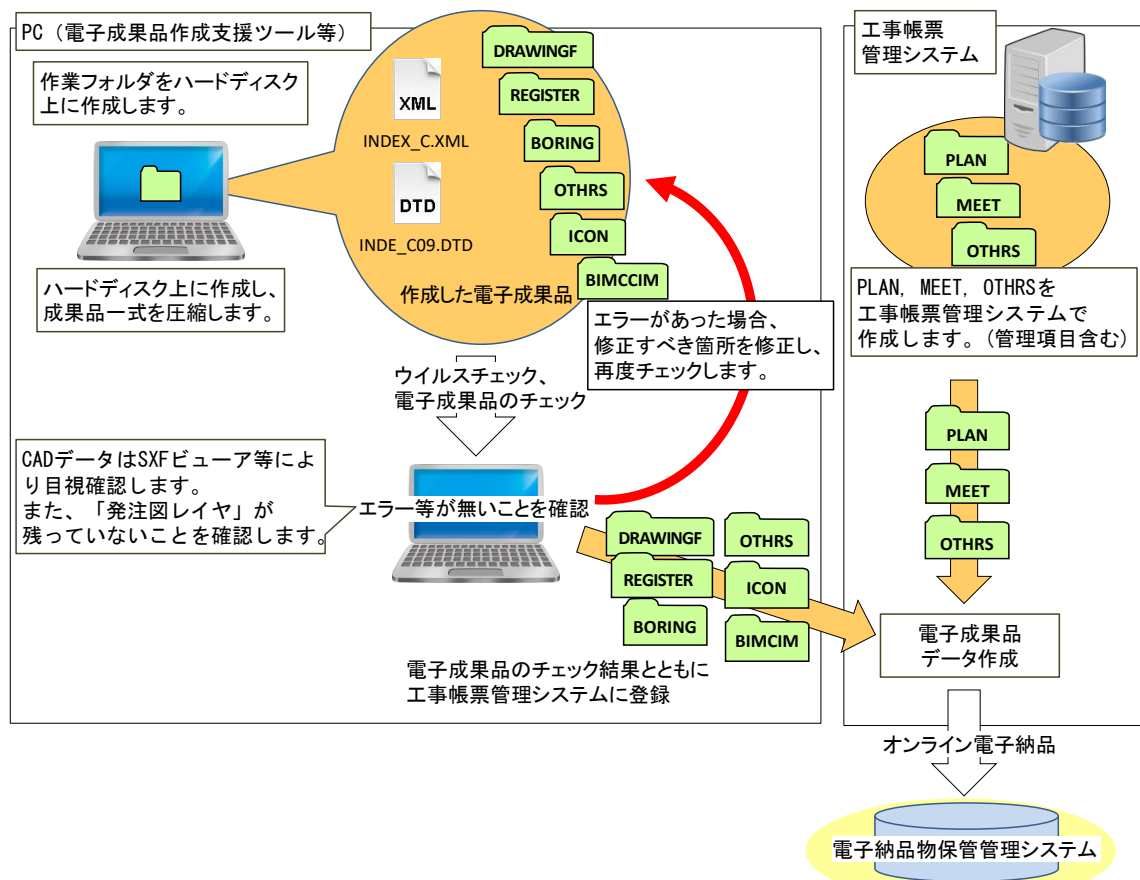 PC（電子成果品作成支援ツール等）
作業フォルダをハードディスク
上に作成します。
XML
INDEX_C.XML
DTD
INDE_C09.DTD
DRAWINGF
REGISTER
BORING
OTHRS
ICON
BIMCCIM
作成した電子成果品
ハードディスク上に作成し、
成果品一式を圧縮します。
エラーがあった場合、
修正すべき箇所を修正し、
再度チェックします。
ウイルスチェック、
電子成果品のチェック
CADデータはSXFビューア等によ
り目視確認します。
また、「発注図レイヤ」が
残っていないことを確認します。
エラー等が無いことを確認
DRAWINGF
OTHRS
REGISTER
ICON
BORING
BIMCIM
電子成果品のチェック結果とともに
工事帳票管理システムに登録
工事帳票
管理システム
PLAN
MEET
OTHRS
PLAN, MEET, OTHRSを
工事帳票管理システムで
作成します。（管理項目含む）
PLAN
MEET
OTHRS
電子成果品
データ作成
オンライン電子納品
電子納品物保管管理システム